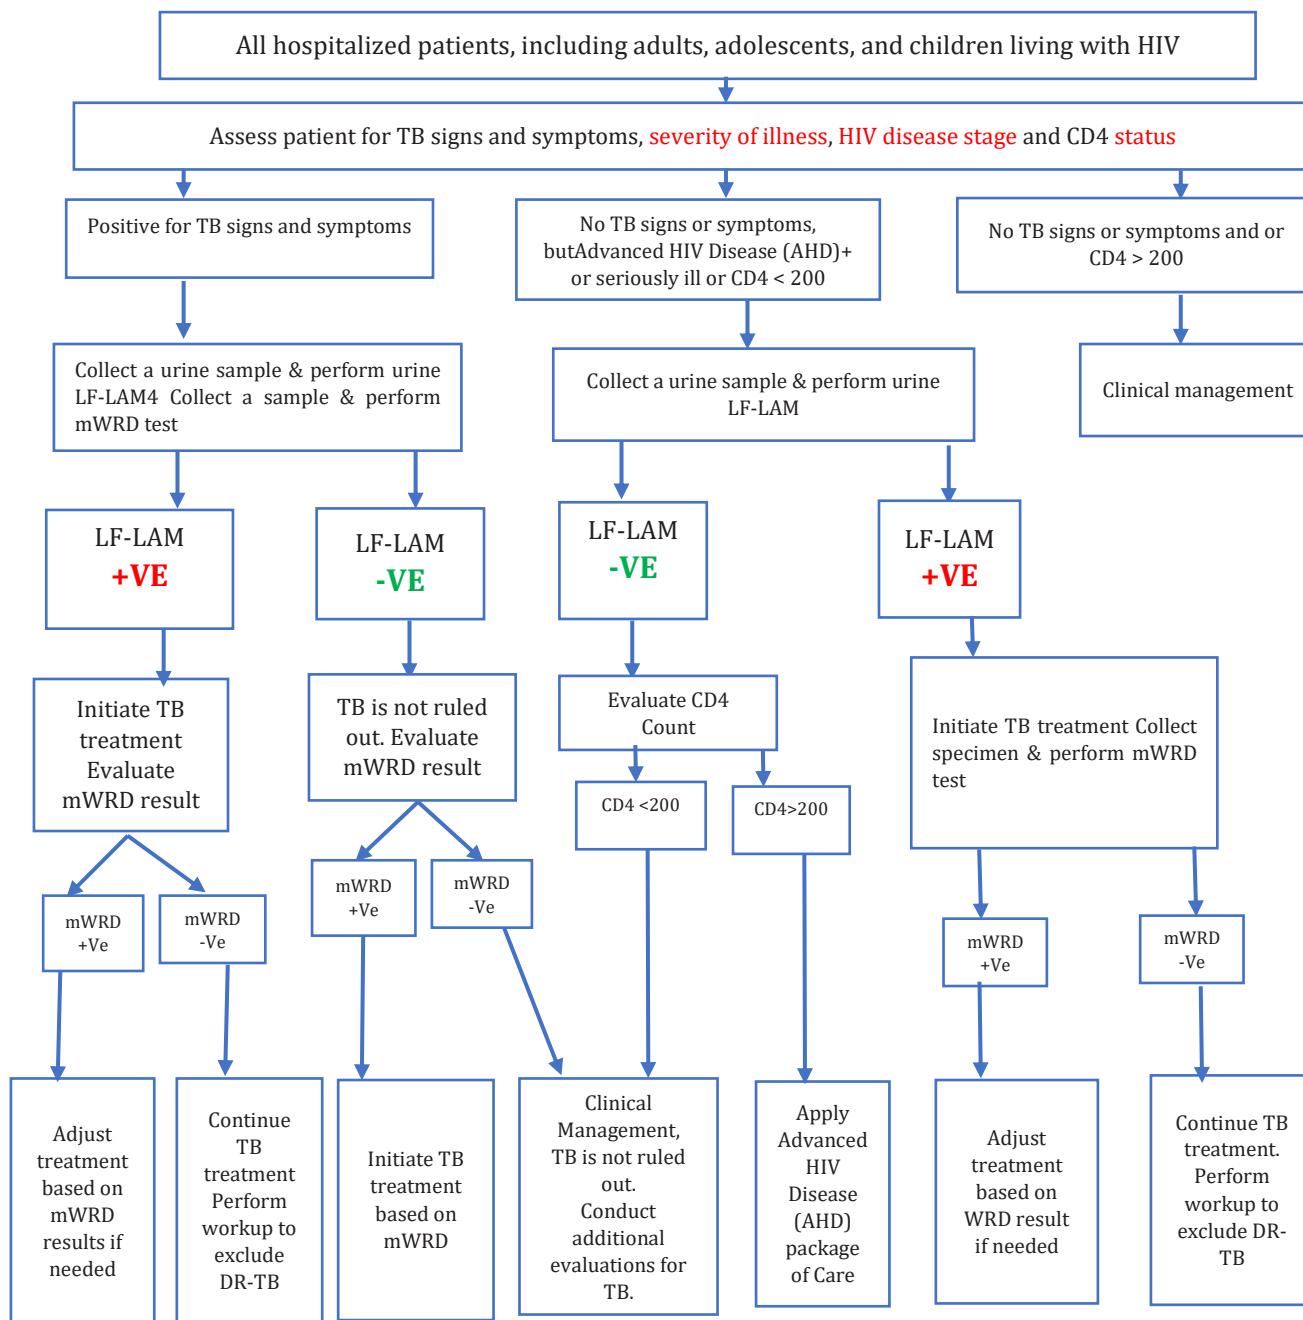 All hospitalized patients, including adults, adolescents, and children living with HIV
Assess patient for TB signs and symptoms, severity of illness, HIV disease stage and CD4 status
Positive for TB signs and symptoms
No TB signs or symptoms,
butAdvanced HIV Disease (AHD)+
or seriously ill or CD4 < 200
No TB signs or symptoms and or
CD4 > 200
Collect a urine sample & perform urine
LF-LAM4 Collect a sample & perform
mWRD test
Collect a urine sample & perform urine
LF-LAM
Clinical management
LF-LAM
+VE
LF-LAM
-VE
LF-LAM
-VE
LF-LAM
+VE
Initiate TB
treatment
Evaluate
mWRD result
TB is not ruled
out. Evaluate
mWRD result
Evaluate CD4
Count
Initiate TB treatment Collect
specimen & perform mWRD
test
CD4 <200
CD4>200
mWRD
+Ve
mWRD
-Ve
mWRD
+Ve
mWRD
-Ve
mWRD
+Ve
mWRD
-Ve
Adjust
treatment
based on
mWRD
results if
needed
Continue
TB
treatment
Perform
workup to
exclude
DR-TB
Initiate TB
treatment
based on
mWRD
Clinical
Management,
TB is not ruled
out.
Conduct
additional
evaluations for
TB.
Apply
Advanced
HIV
Disease
(AHD)
package
of Care
Adjust
treatment
based on
WRD result
if needed
Continue TB
treatment.
Perform
workup to
exclude DR-
TB